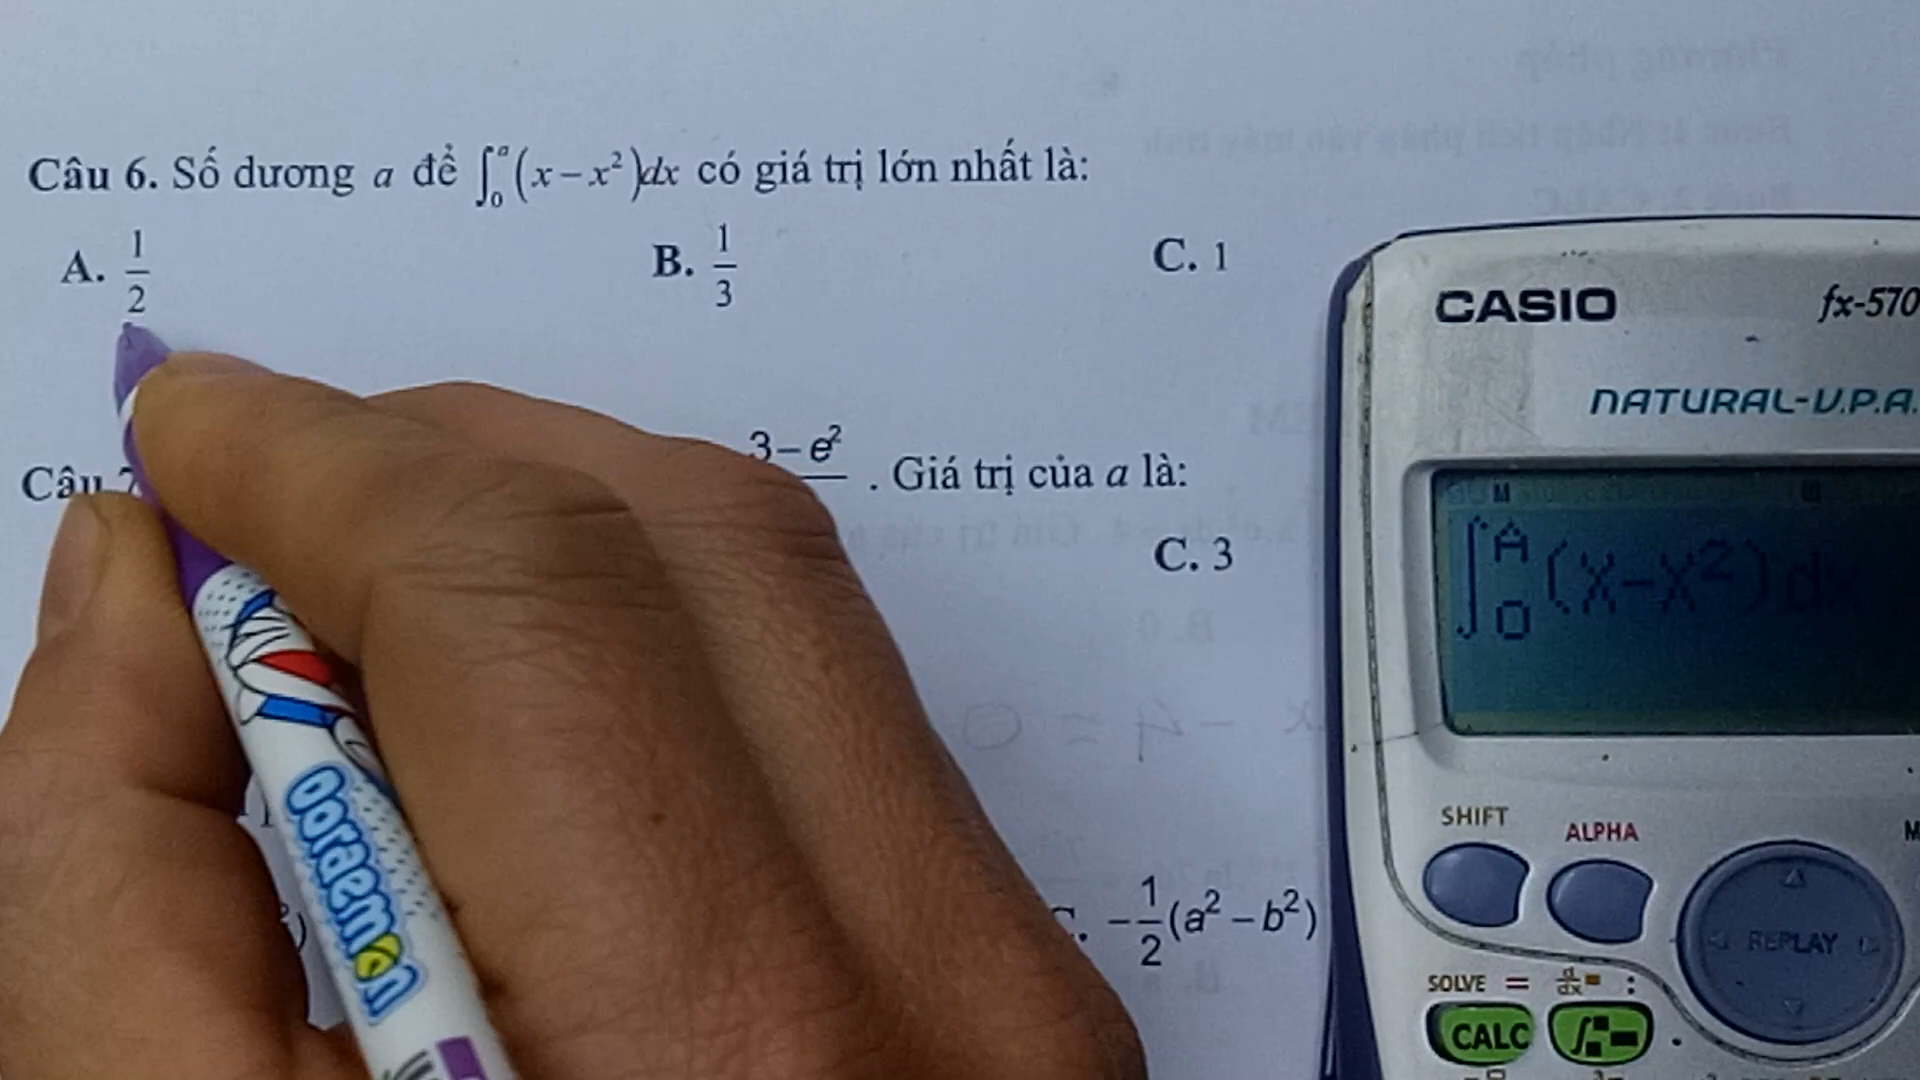 Câu 6. Số dương a để ∫₀ᵃ(x−x²)dx có giá trị lớn nhất là:
A. 1/2 B. 1/3 C. 1
3−e² . Giá trị của a là:
Câu 7
C. 3
−1/2(a²−b²)
CASIO fx-570
NATURAL-V.P.A.
M
∫₀ᴬ(X−X²)dx
SHIFT ALPHA
REPLAY
SOLVE = d/dx :
CALC
Doraemon